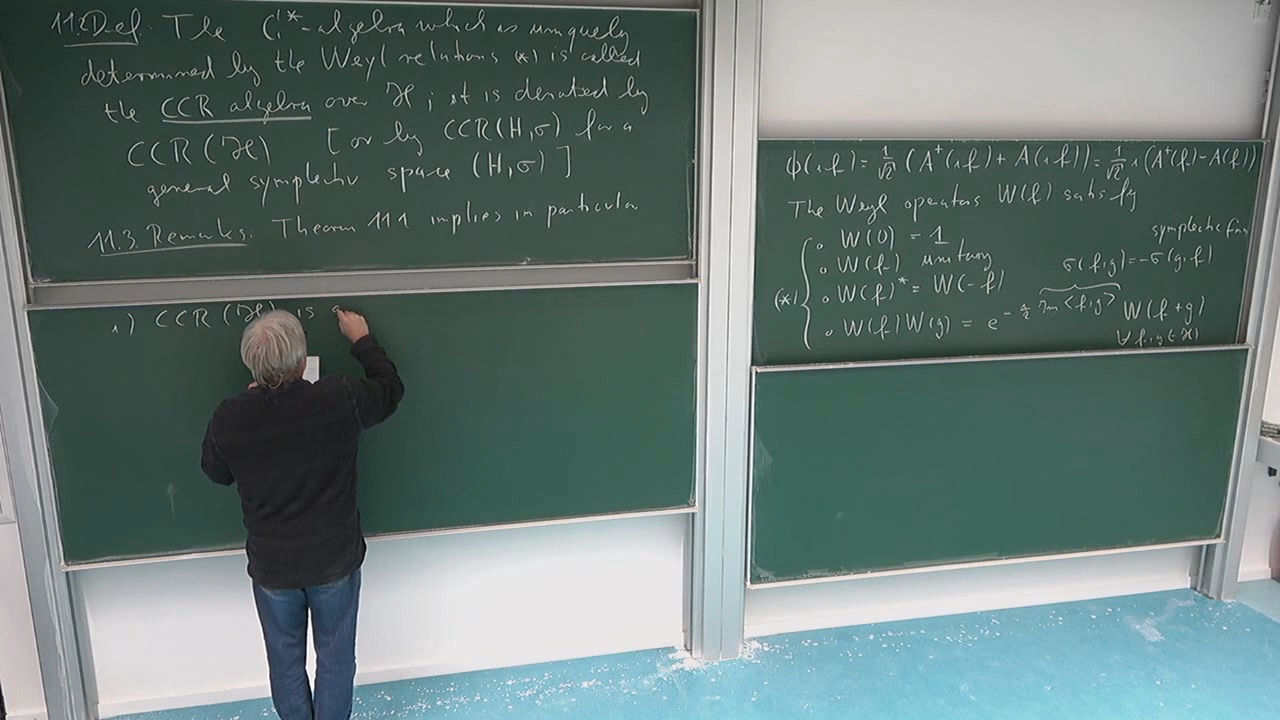 11.2 Def.: The C*-algebra which is uniquely
determined by the Weyl relations (*) is called
the CCR algebra over ℋ; it is denoted by
CCR(ℋ) [or by CCR(H,σ) for a
general symplectic space (H,σ)]
11.3 Remarks: Theorem 11.1 implies in particular
1) CCR(ℋ) is
ϕ(if) = 1/√2 (A⁺(if) + A(if)) = 1/√2 i (A⁺(f) - A(f))
The Weyl operators W(f) satisfy
∘ W(0) = 1
symplectic form
∘ W(f) unitary
σ(f,g) = -σ(g,f)
(*) ∘ W(f)* = W(-f)
∘ W(f) W(g) = e^{-i/2 Im<f,g>} W(f+g)
∀ f,g ∈ ℋ